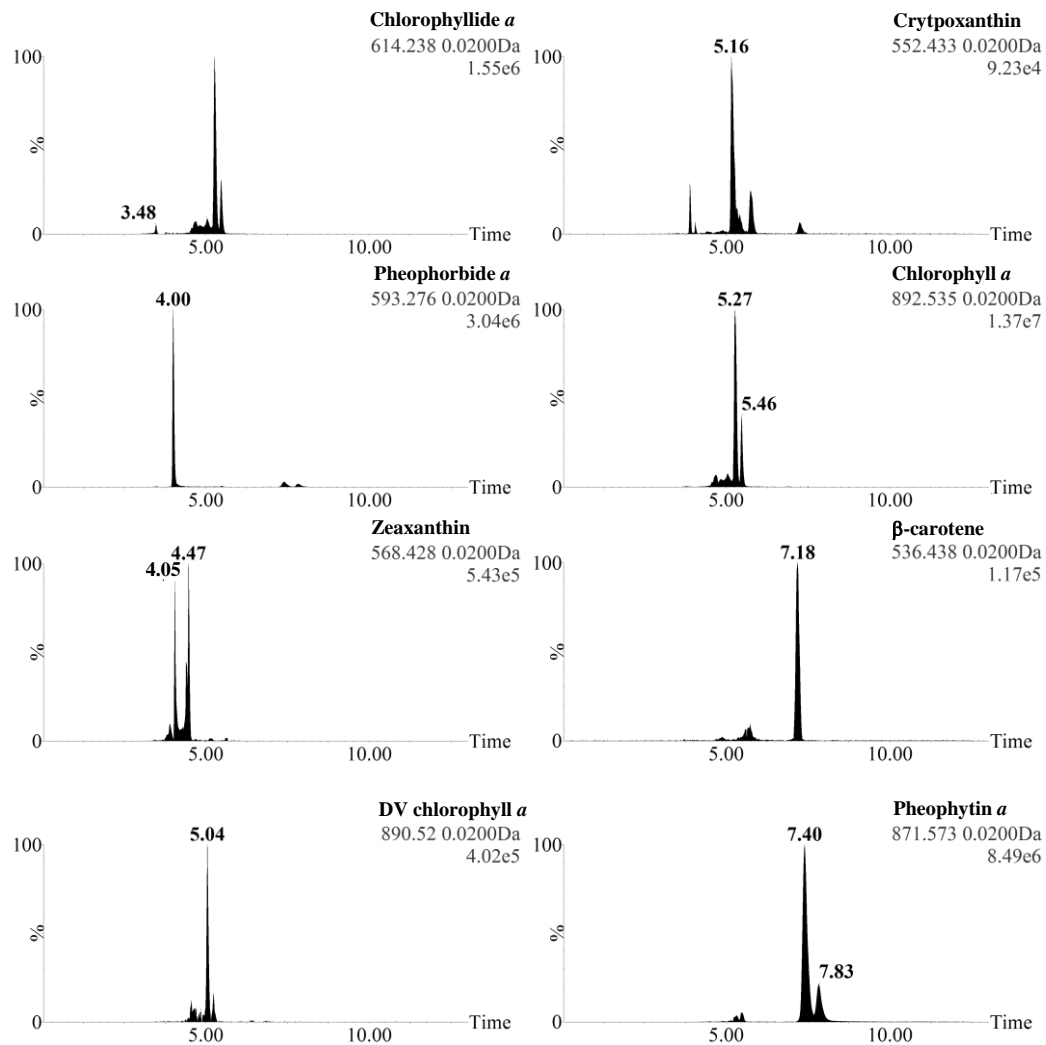 Chlorophyllide a
614.238 0.0200Da
1.55e6
100
%
0
3.48
5.00
10.00
Time
Crytpoxanthin
552.433 0.0200Da
9.23e4
100
%
0
5.16
5.00
10.00
Time
Pheophorbide a
593.276 0.0200Da
3.04e6
100
%
0
4.00
5.00
10.00
Time
Chlorophyll a
892.535 0.0200Da
1.37e7
100
%
0
5.27
5.46
5.00
10.00
Time
Zeaxanthin
568.428 0.0200Da
5.43e5
100
%
0
4.47
4.05
5.00
10.00
Time
β-carotene
536.438 0.0200Da
1.17e5
100
%
0
7.18
5.00
10.00
Time
DV chlorophyll a
890.52 0.0200Da
4.02e5
100
%
0
5.04
5.00
10.00
Time
Pheophytin a
871.573 0.0200Da
8.49e6
100
%
0
7.40
7.83
5.00
10.00
Time